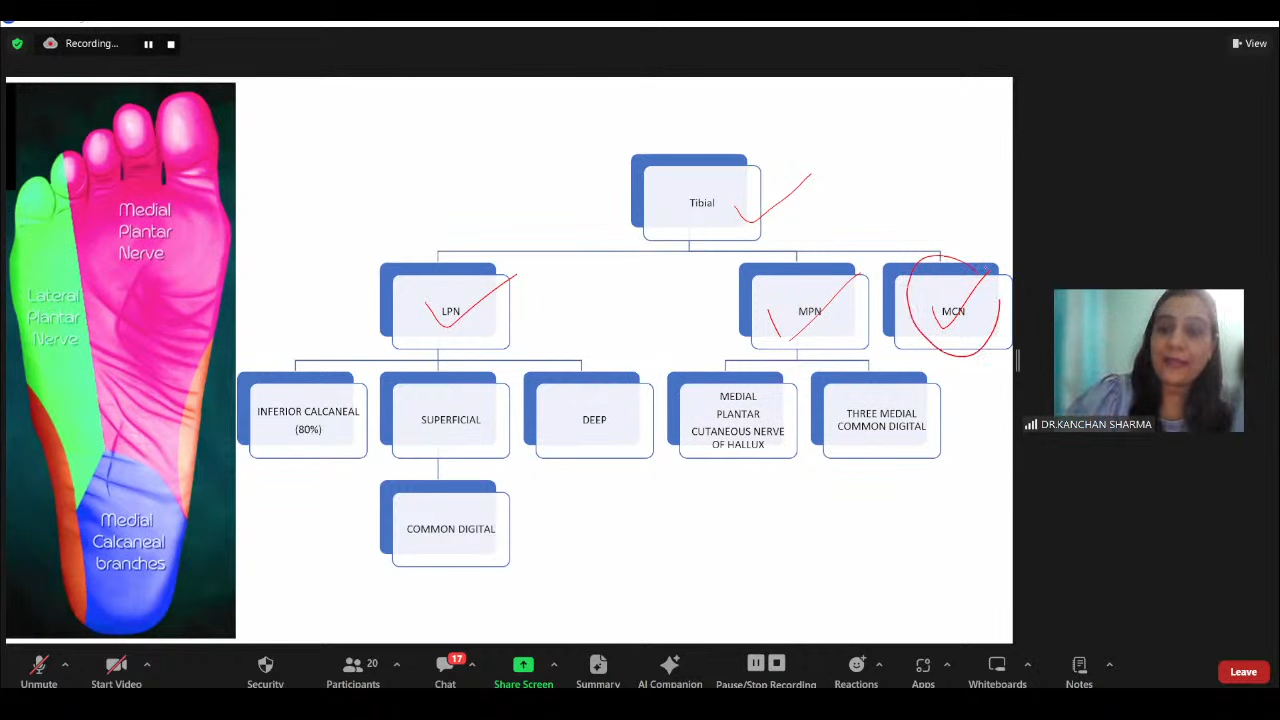 Recording...
View
Medial
Plantar
Nerve
Lateral
Plantar
Nerve
Medial
Calcaneal
branches
Tibial
LPN
MPN
MCN
INFERIOR CALCANEAL
(80%)
SUPERFICIAL
DEEP
MEDIAL
PLANTAR
CUTANEOUS NERVE
OF HALLUX
THREE MEDIAL
COMMON DIGITAL
COMMON DIGITAL
DR.KANCHAN SHARMA
Unmute
Start Video
Security
20
Participants
17
Chat
Share Screen
Summary
AI Companion
Pause/Stop Recording
Reactions
Apps
Whiteboards
Notes
Leave